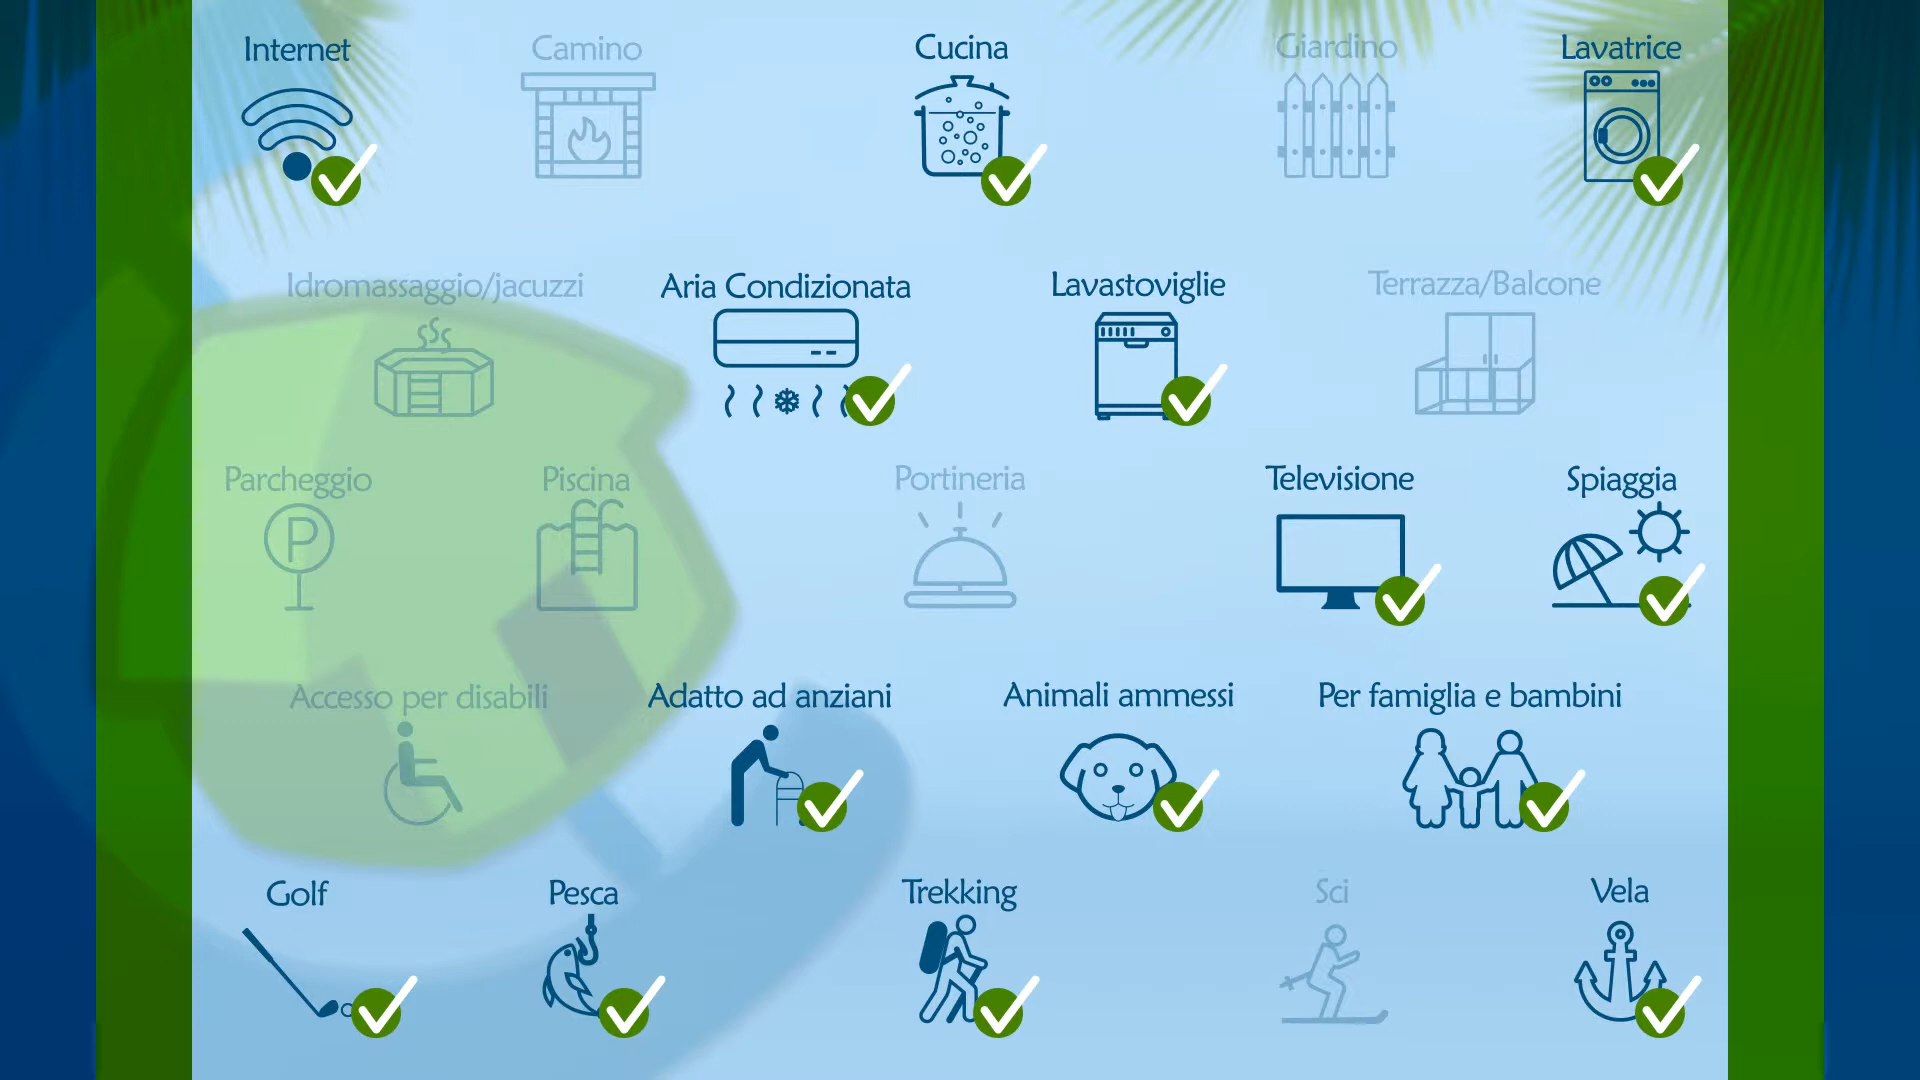 Internet
Camino
Cucina
Giardino
Lavatrice
Idromassaggio/jacuzzi
Aria Condizionata
Lavastoviglie
Terrazza/Balcone
Parcheggio
P
Piscina
Portineria
Televisione
Spiaggia
Accesso per disabili
Adatto ad anziani
Animali ammessi
Per famiglia e bambini
Golf
Pesca
Trekking
Sci
Vela